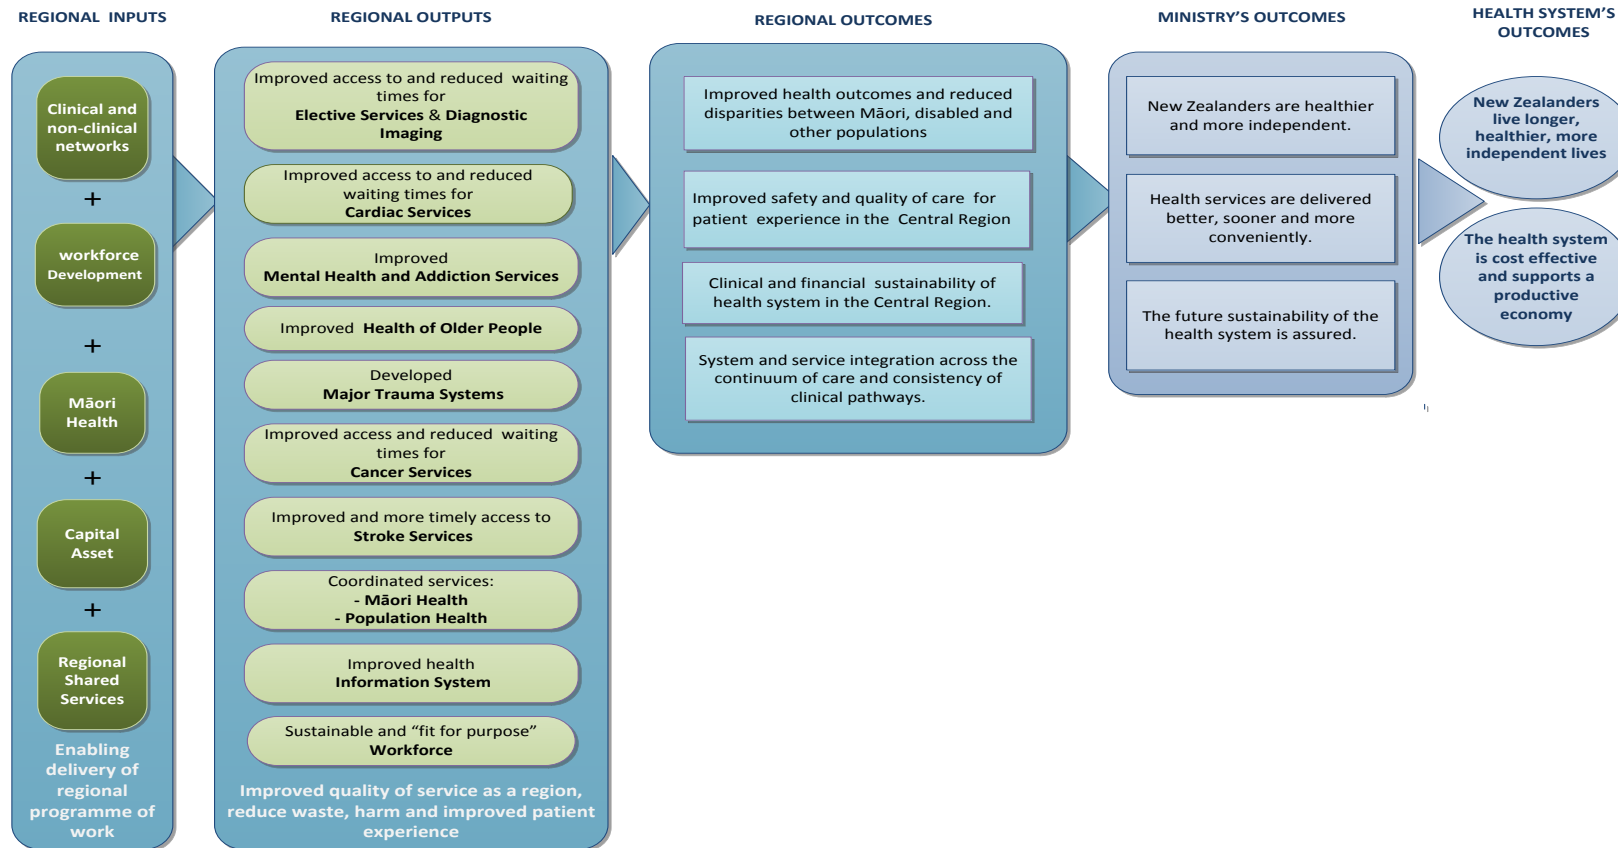 REGIONAL INPUTS
Clinical and
non-clinical
networks
+
workforce
Development
+
Māori
Health
+
Capital
Asset
+
Regional
Shared
Services
Enabling
delivery of
regional
programme of
work
REGIONAL OUTPUTS
Improved access to and reduced waiting
times for
Elective Services & Diagnostic
Imaging
Improved access to and reduced
waiting times for
Cardiac Services
Improved
Mental Health and Addiction Services
Improved Health of Older People
Developed
Major Trauma Systems
Improved access and reduced waiting
times for
Cancer Services
Improved and more timely access to
Stroke Services
Coordinated services:
- Māori Health
- Population Health
Improved health
Information System
Sustainable and “fit for purpose”
Workforce
Improved quality of service as a region,
reduce waste, harm and improved patient
experience
REGIONAL OUTCOMES
Improved health outcomes and reduced
disparities between Māori, disabled and
other populations
Improved safety and quality of care for
patient experience in the Central Region
Clinical and financial sustainability of
health system in the Central Region.
System and service integration across the
continuum of care and consistency of
clinical pathways.
MINISTRY’S OUTCOMES
New Zealanders are healthier
and more independent.
Health services are delivered
better, sooner and more
conveniently.
The future sustainability of the
health system is assured.
HEALTH SYSTEM’S
OUTCOMES
New Zealanders
live longer,
healthier, more
independent lives
The health system
is cost effective
and supports a
productive
economy